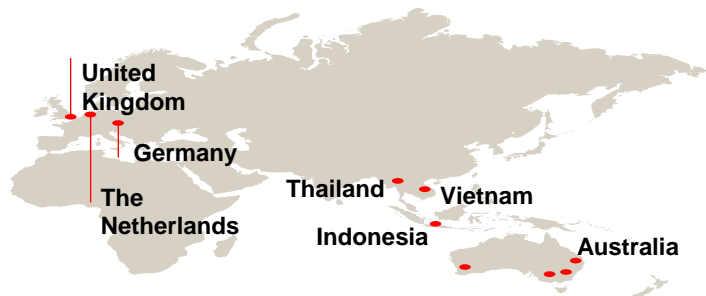 United
Kingdom
Germany
The
Netherlands
Thailand
Vietnam
Indonesia
Australia